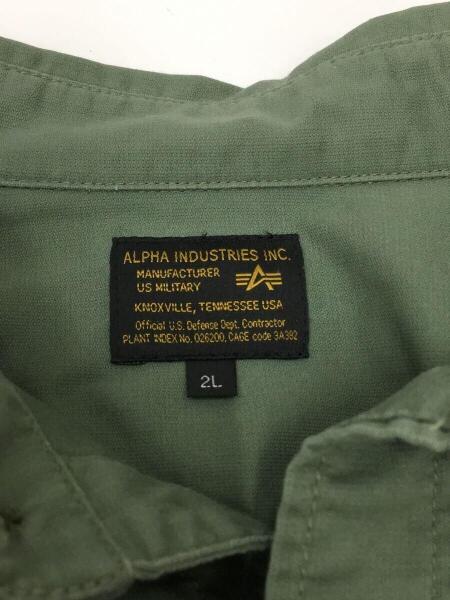 ALPHA INDUSTRIES INC.
MANUFACTURER
US MILITARY
KNOXVILLE, TENNESSEE USA
Official U.S. Defense Dept. Contractor
PLANT INDEX No. 026200, CAGE code 3A382
2L